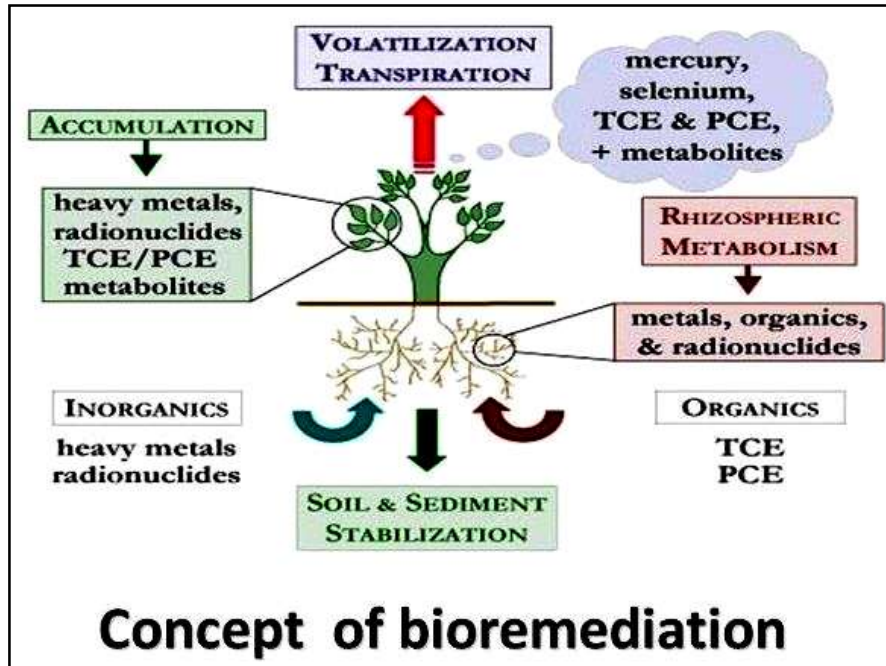 VOLATILIZATION
TRANSPIRATION
mercury,
selenium,
TCE & PCE,
+ metabolites
ACCUMULATION
heavy metals,
radionuclides
TCE/PCE
metabolites
RHIZOSPHERIC
METABOLISM
metals, organics,
& radionuclides
INORGANICS
heavy metals
radionuclides
ORGANICS
TCE
PCE
SOIL & SEDIMENT
STABILIZATION
Concept of bioremediation